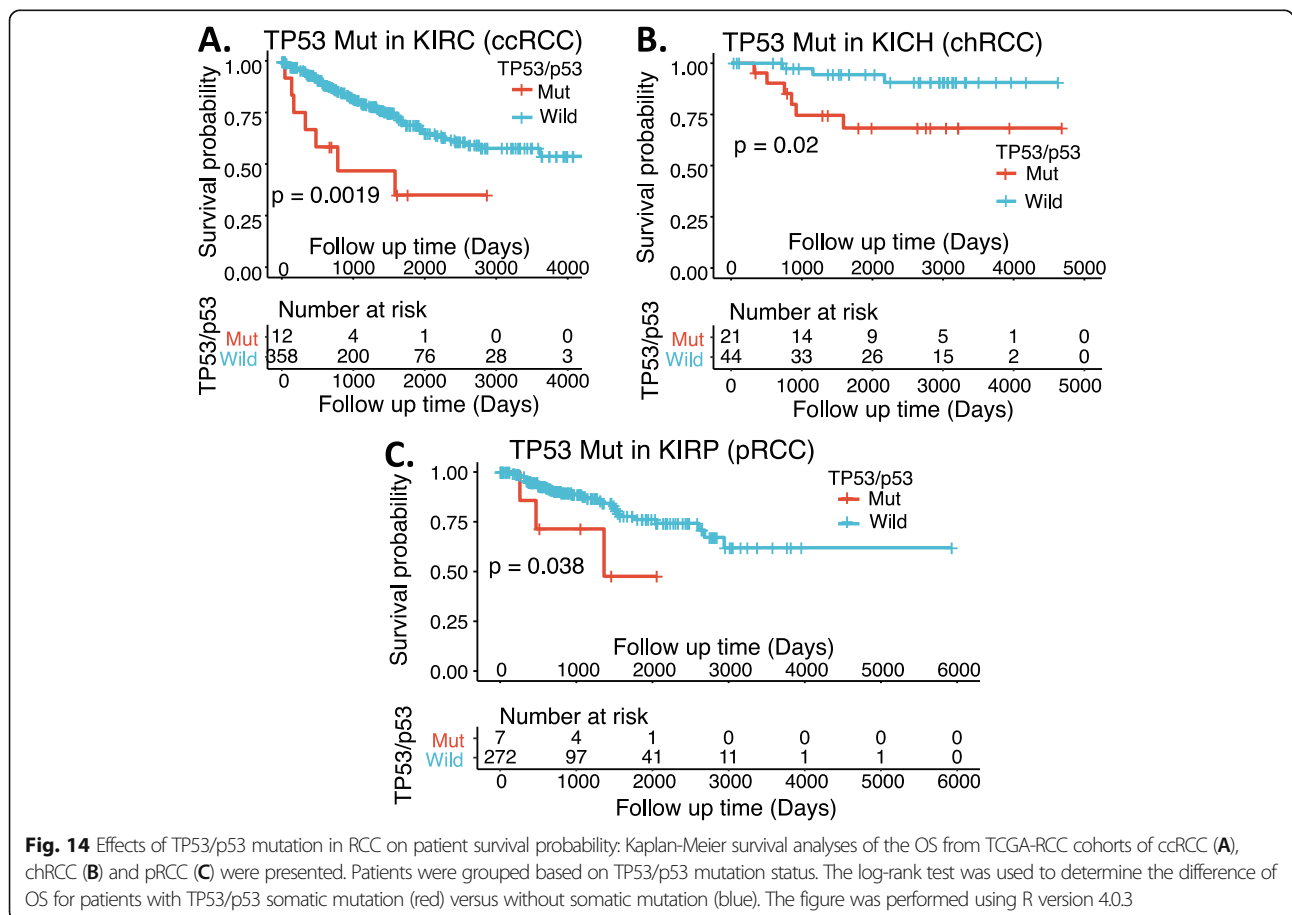 A. TP53 Mut in KIRC (ccRCC)
TP53/p53
Mut
Wild
Survival probability
1.00
0.75
0.50
0.25
0.00
p = 0.0019
Follow up time (Days)
0 1000 2000 3000 4000
Number at risk
TP53/p53
Mut 12 4 1 0 0
Wild 358 200 76 28 3
0 1000 2000 3000 4000
Follow up time (Days)
B. TP53 Mut in KICH (chRCC)
Survival probability
1.00
0.75
0.50
0.25
0.00
p = 0.02
TP53/p53
Mut
Wild
Follow up time (Days)
0 1000 2000 3000 4000 5000
Number at risk
TP53/p53
Mut 21 14 9 5 1 0
Wild 44 33 26 15 2 0
0 1000 2000 3000 4000 5000
Follow up time (Days)
C. TP53 Mut in KIRP (pRCC)
TP53/p53
Mut
Wild
Survival probability
1.00
0.75
0.50
0.25
0.00
p = 0.038
Follow up time (Days)
0 1000 2000 3000 4000 5000 6000
Number at risk
TP53/p53
Mut 7 4 1 0 0 0 0
Wild 272 97 41 11 1 1 0
0 1000 2000 3000 4000 5000 6000
Follow up time (Days)
Fig. 14 Effects of TP53/p53 mutation in RCC on patient survival probability: Kaplan-Meier survival analyses of the OS from TCGA-RCC cohorts of ccRCC (A),
chRCC (B) and pRCC (C) were presented. Patients were grouped based on TP53/p53 mutation status. The log-rank test was used to determine the difference of
OS for patients with TP53/p53 somatic mutation (red) versus without somatic mutation (blue). The figure was performed using R version 4.0.3